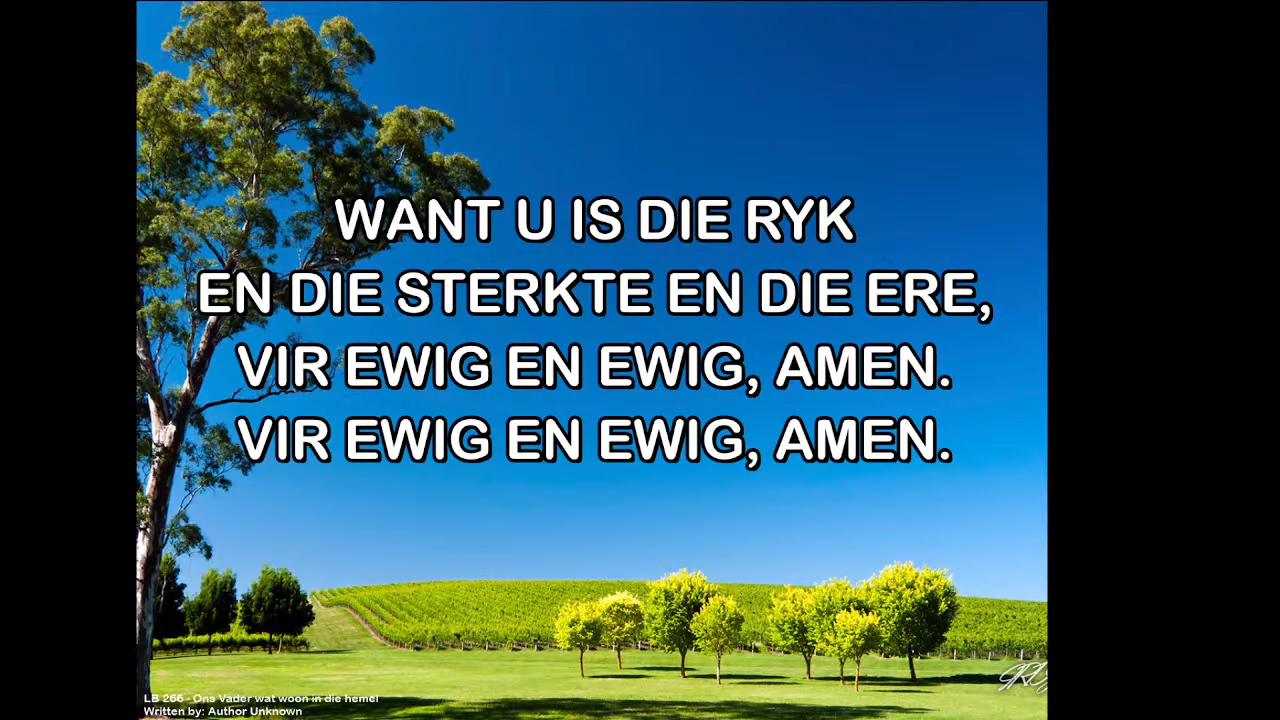 WANT U IS DIE RYK
EN DIE STERKTE EN DIE ERE,
VIR EWIG EN EWIG, AMEN.
VIR EWIG EN EWIG, AMEN.
LB 266 - Ons Vader wat woon in die hemel
Written by: Author Unknown